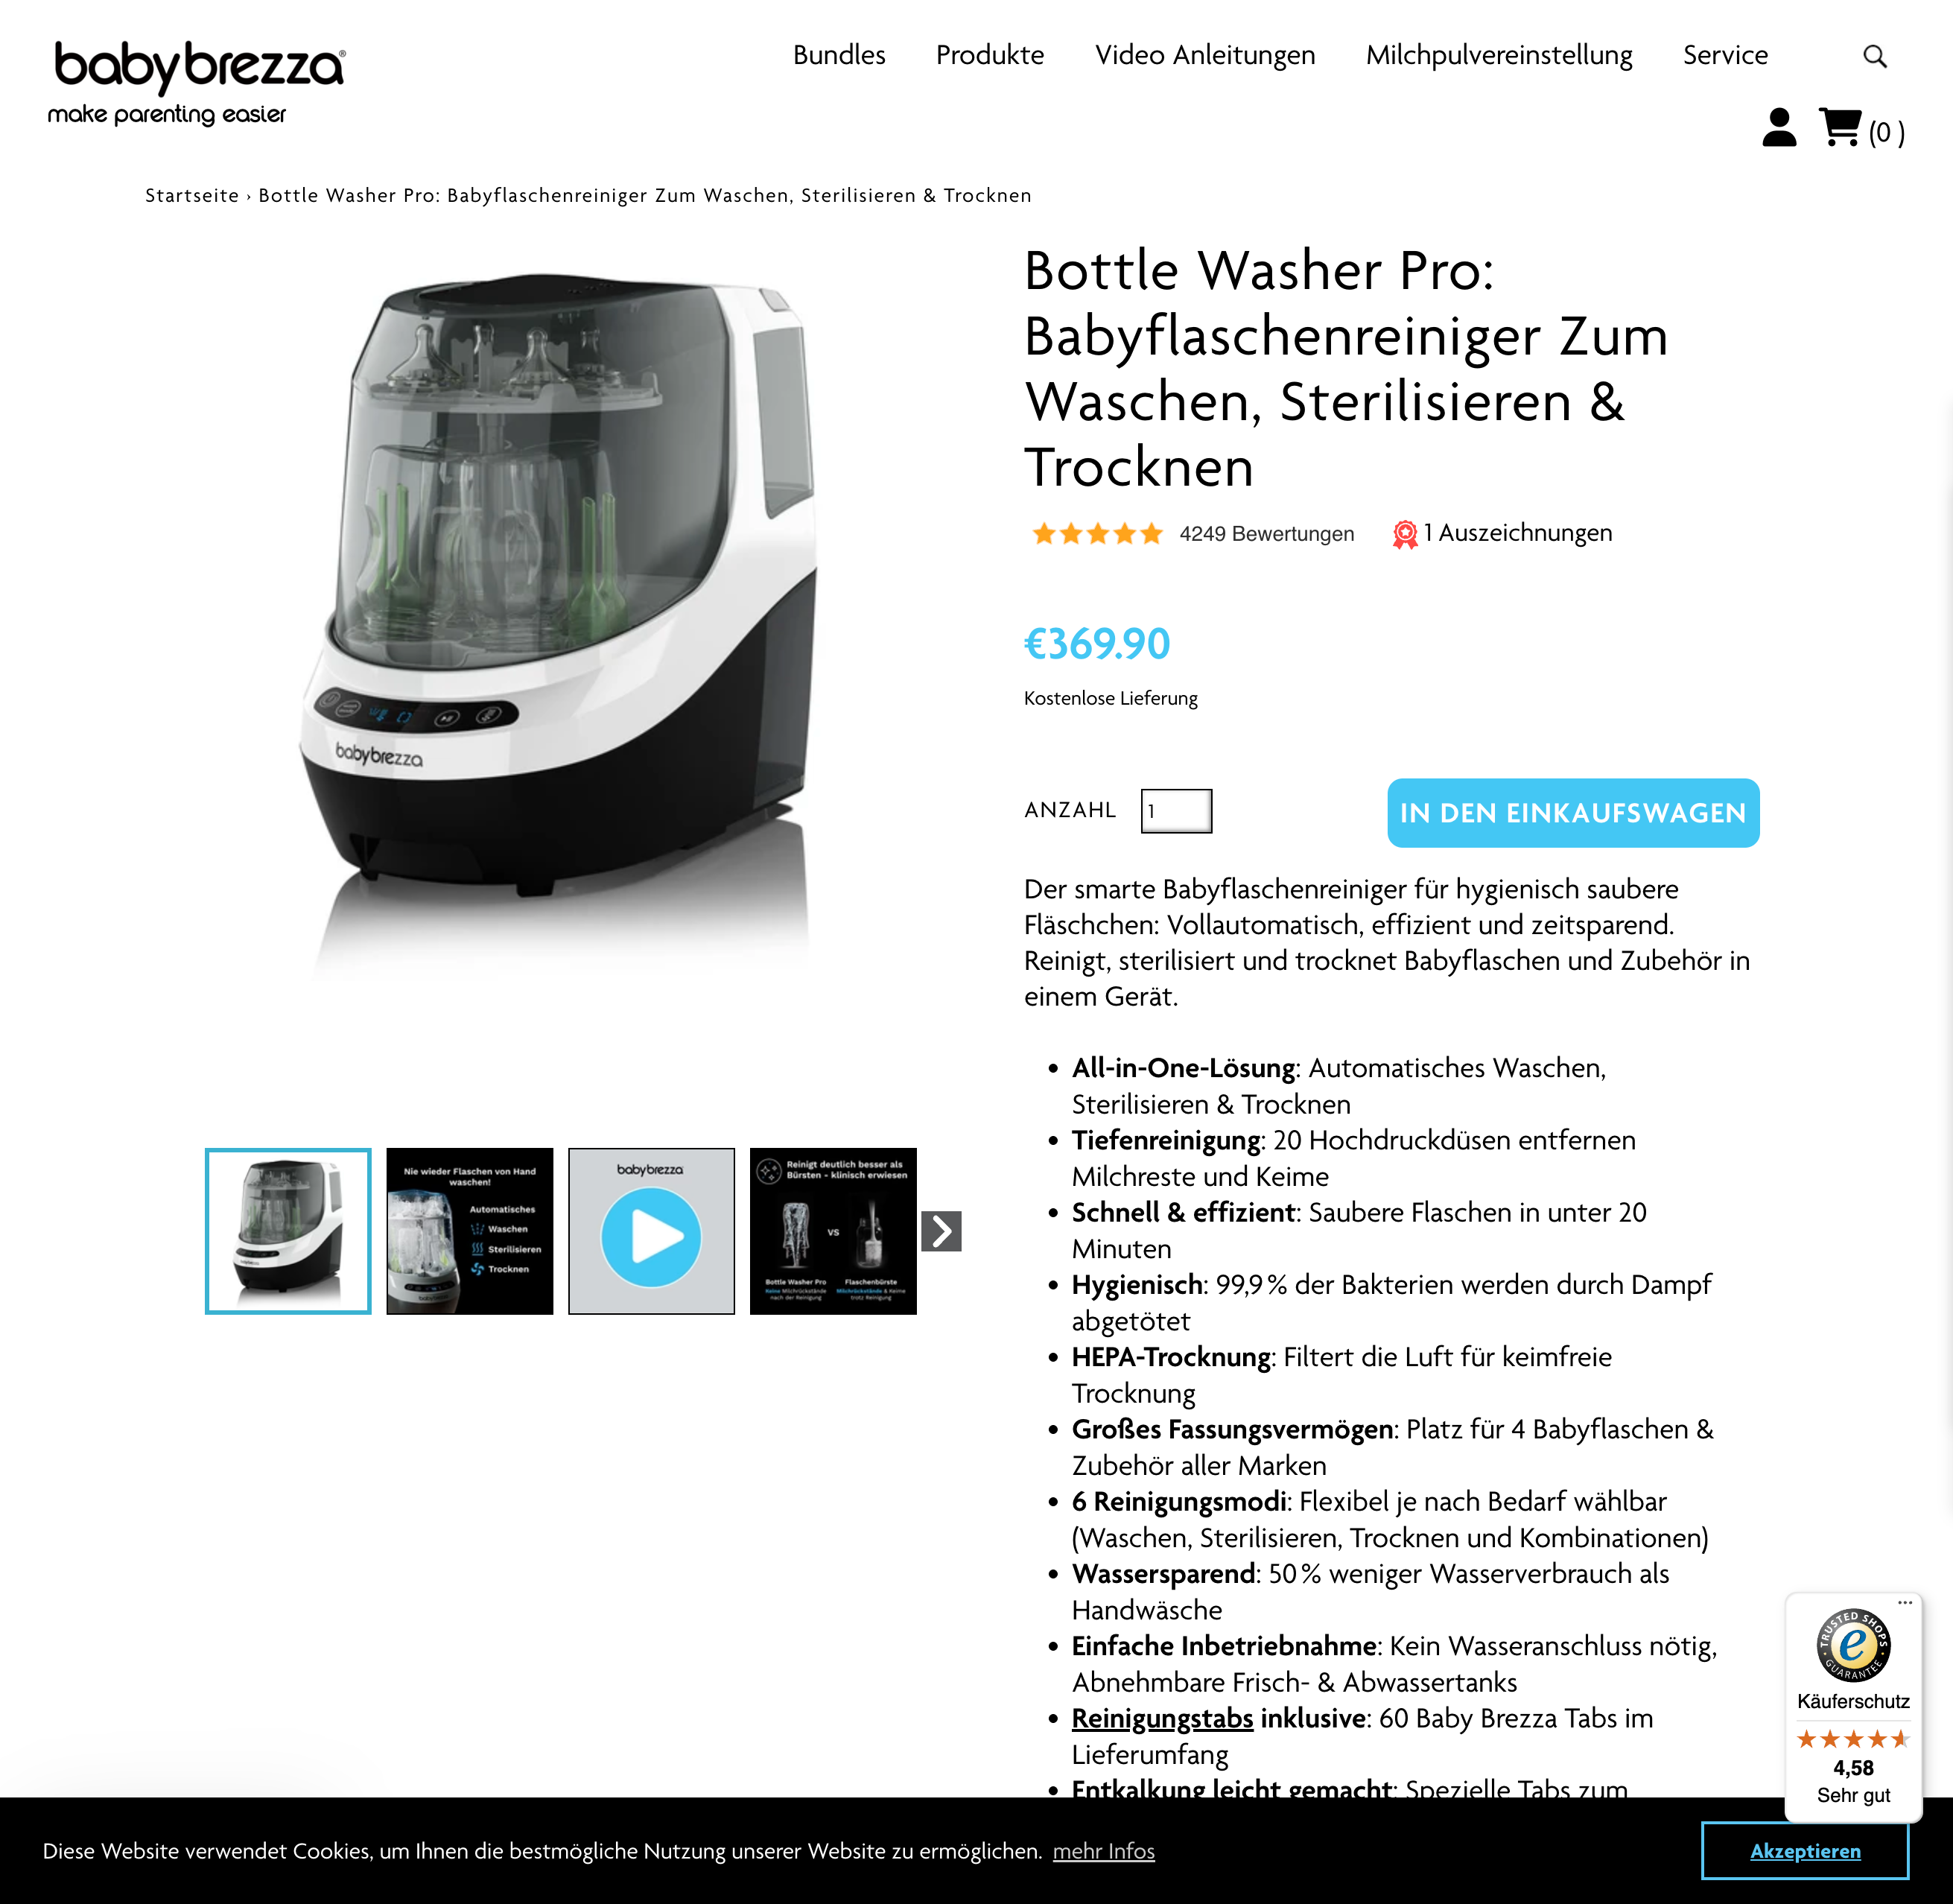 babybrezza®
make parenting easier
Bundles
Produkte
Video Anleitungen
Milchpulvereinstellung
Service
(0 )
Startseite › Bottle Washer Pro: Babyflaschenreiniger Zum Waschen, Sterilisieren & Trocknen
Bottle Washer Pro:
Babyflaschenreiniger Zum
Waschen, Sterilisieren &
Trocknen
4249 Bewertungen
1 Auszeichnungen
€369.90
Kostenlose Lieferung
ANZAHL
1
IN DEN EINKAUFSWAGEN
babybrezza
Der smarte Babyflaschenreiniger für hygienisch saubere
Fläschchen: Vollautomatisch, effizient und zeitsparend.
Reinigt, sterilisiert und trocknet Babyflaschen und Zubehör in
einem Gerät.
• All-in-One-Lösung: Automatisches Waschen,
Sterilisieren & Trocknen
• Tiefenreinigung: 20 Hochdruckdüsen entfernen
Milchreste und Keime
• Schnell & effizient: Saubere Flaschen in unter 20
Minuten
• Hygienisch: 99,9 % der Bakterien werden durch Dampf
abgetötet
• HEPA-Trocknung: Filtert die Luft für keimfreie
Trocknung
• Großes Fassungsvermögen: Platz für 4 Babyflaschen &
Zubehör aller Marken
• 6 Reinigungsmodi: Flexibel je nach Bedarf wählbar
(Waschen, Sterilisieren, Trocknen und Kombinationen)
• Wassersparend: 50 % weniger Wasserverbrauch als
Handwäsche
• Einfache Inbetriebnahme: Kein Wasseranschluss nötig,
Abnehmbare Frisch- & Abwassertanks
• Reinigungstabs inklusive: 60 Baby Brezza Tabs im
Lieferumfang
• Entkalkung leicht gemacht: Spezielle Tabs zum
Nie wieder Flaschen von Hand
waschen!
Automatisches
Waschen
Sterilisieren
Trocknen
babybrezza
Reinigt deutlich besser als
Bürsten - klinisch erwiesen
VS
Bottle Washer Pro
Keine Milchrückstände
nach der Reinigung
Flaschenbürste
Milchrückstände & Keime
trotz Reinigung
TRUSTED SHOPS
e
GUARANTEE
Käuferschutz
4,58
Sehr gut
Diese Website verwendet Cookies, um Ihnen die bestmögliche Nutzung unserer Website zu ermöglichen. mehr Infos
Akzeptieren